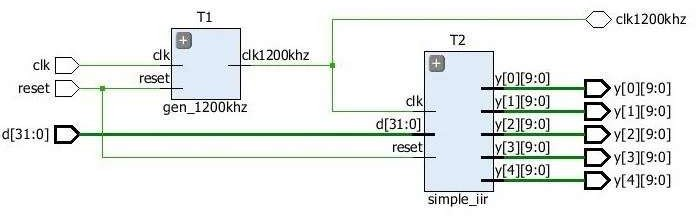 T1
clk1200khz
T2
clk
clk
clk1200khz
reset
reset
gen_1200khz
y[0][9:0]
y[0][9:0]
clk
y[1][9:0]
y[1][9:0]
d[31:0]
d[31:0]
y[2][9:0]
y[2][9:0]
reset
y[3][9:0]
y[3][9:0]
y[4][9:0]
y[4][9:0]
simple_iir